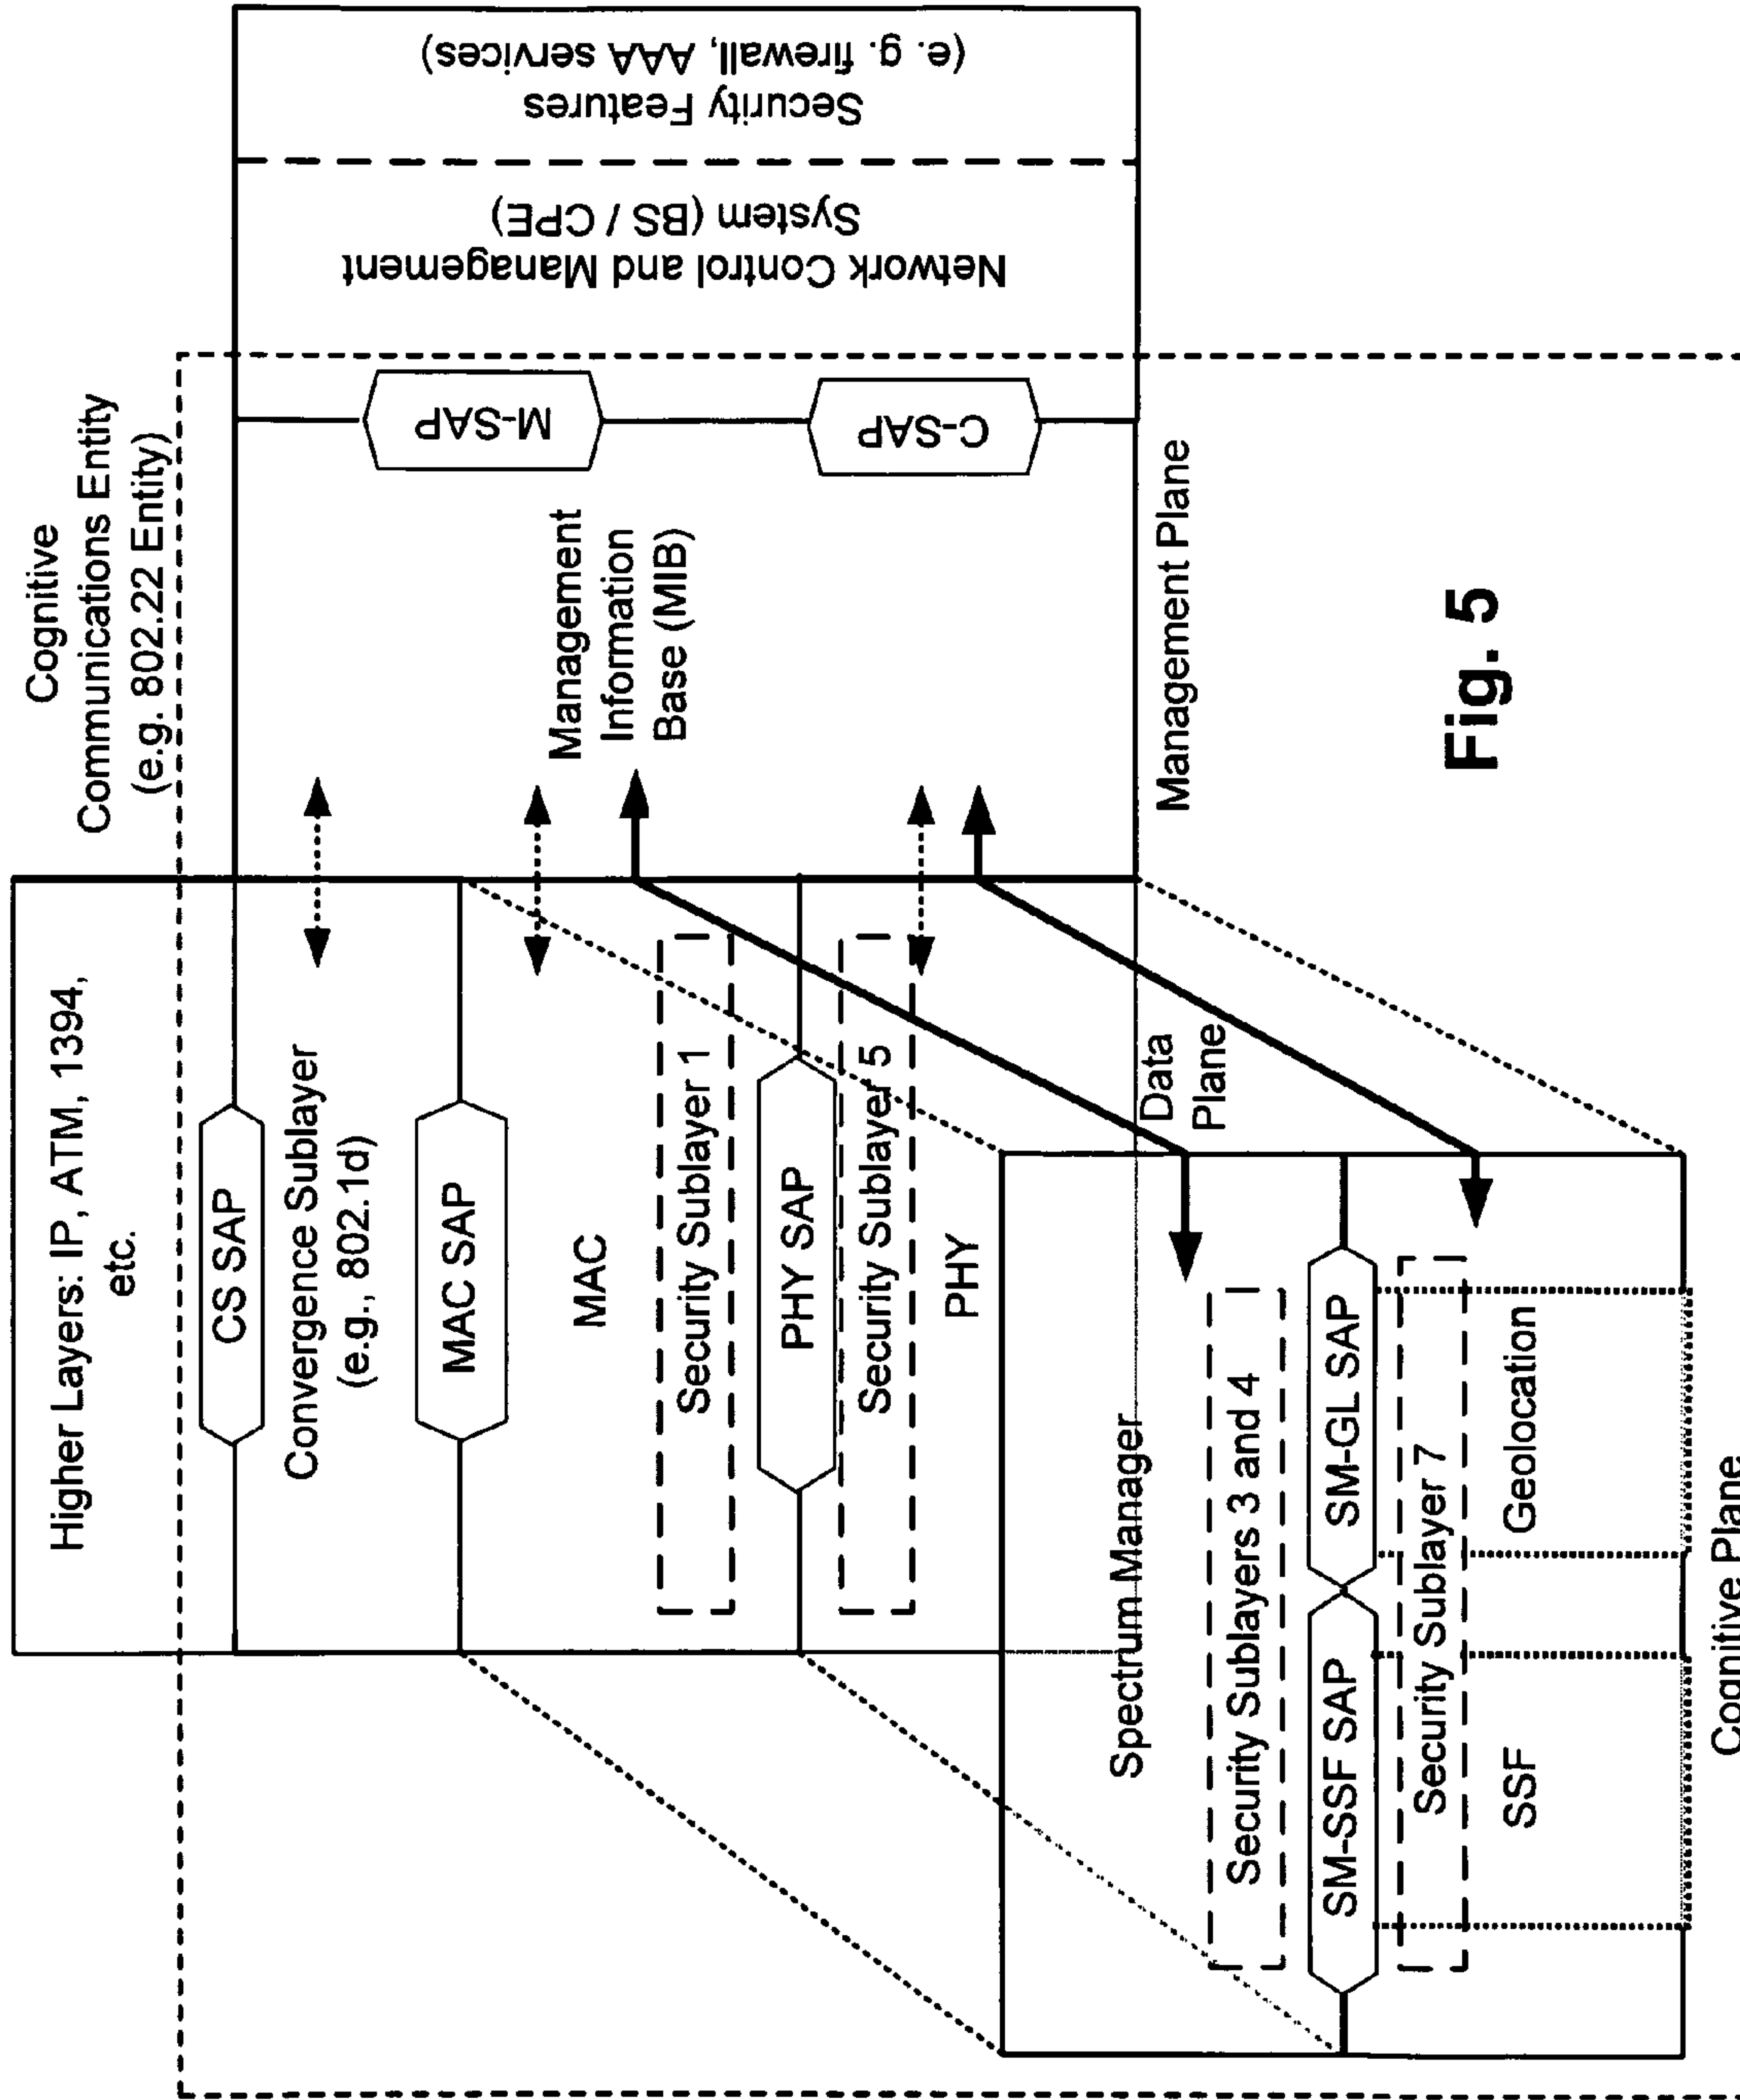 Cognitive
Communications Entity
(e.g. 802.22 Entity)
Higher Layers: IP, ATM, 1394,
etc.
CS SAP
Convergence Sublayer
(e.g., 802.1d)
MAC SAP
MAC
Security Sublayer 1
PHY SAP
Security Sublayer 5
PHY
Data
Plane
Management
Information
Base (MIB)
M-SAP
C-SAP
Network Control and Management
System (BS / CPE)
Security Features
(e. g. firewall, AAA services)
Management Plane
Spectrum Manager
Security Sublayers 3 and 4
SM-SSF SAP
SM-GL SAP
Security Sublayer 7
SSF
Geolocation
Cognitive Plane
Fig. 5